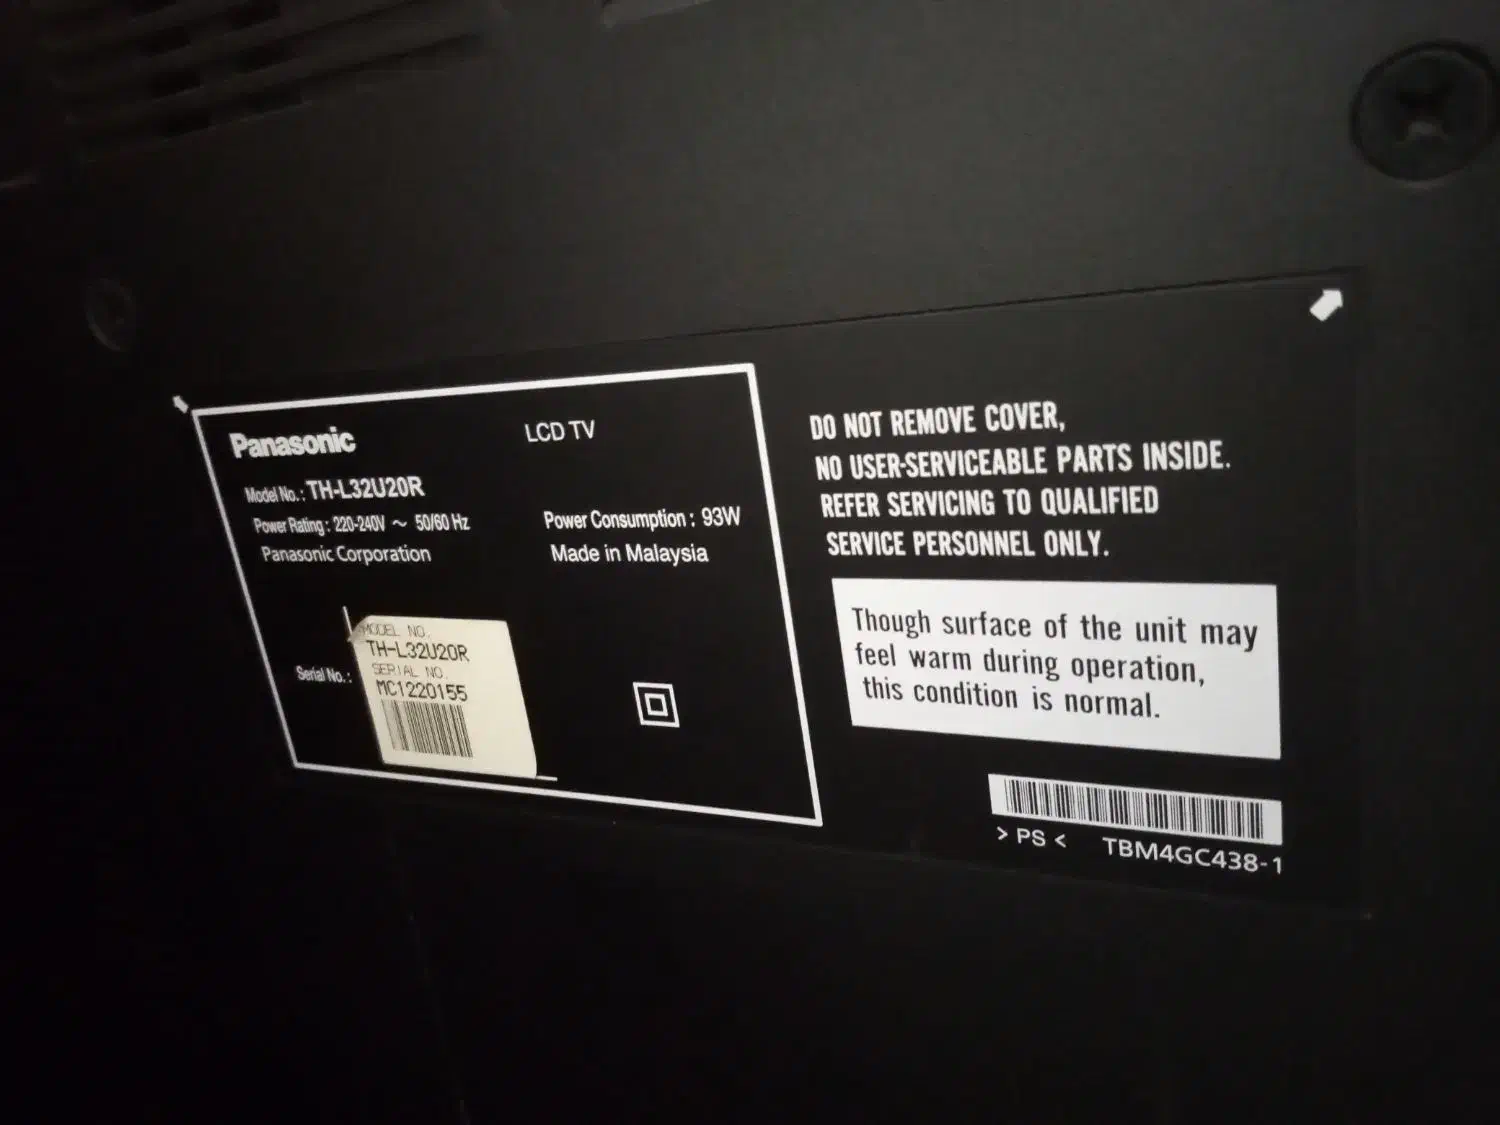 Panasonic
LCD TV
Model No. : TH-L32U20R
Power Rating : 220-240V ~ 50/60 Hz
Power Consumption : 93W
Panasonic Corporation
Made in Malaysia
Serial No. :
MODEL NO.
TH-L32U20R
SERIAL NO.
MC1220155
DO NOT REMOVE COVER,
NO USER-SERVICEABLE PARTS INSIDE.
REFER SERVICING TO QUALIFIED
SERVICE PERSONNEL ONLY.
Though surface of the unit may
feel warm during operation,
this condition is normal.
> PS < TBM4GC438-1